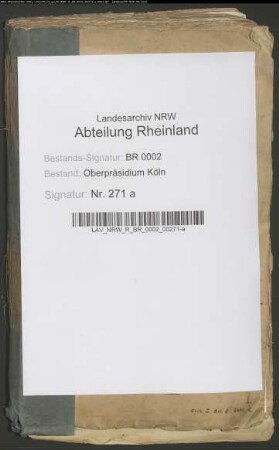 Landesarchiv NRW
Abteilung Rheinland
Bestands-Signatur: BR 0002
Bestand: Oberpräsidium Köln
Signatur: Nr. 271 a
LAV_NRW_R_BR_0002_00271-a